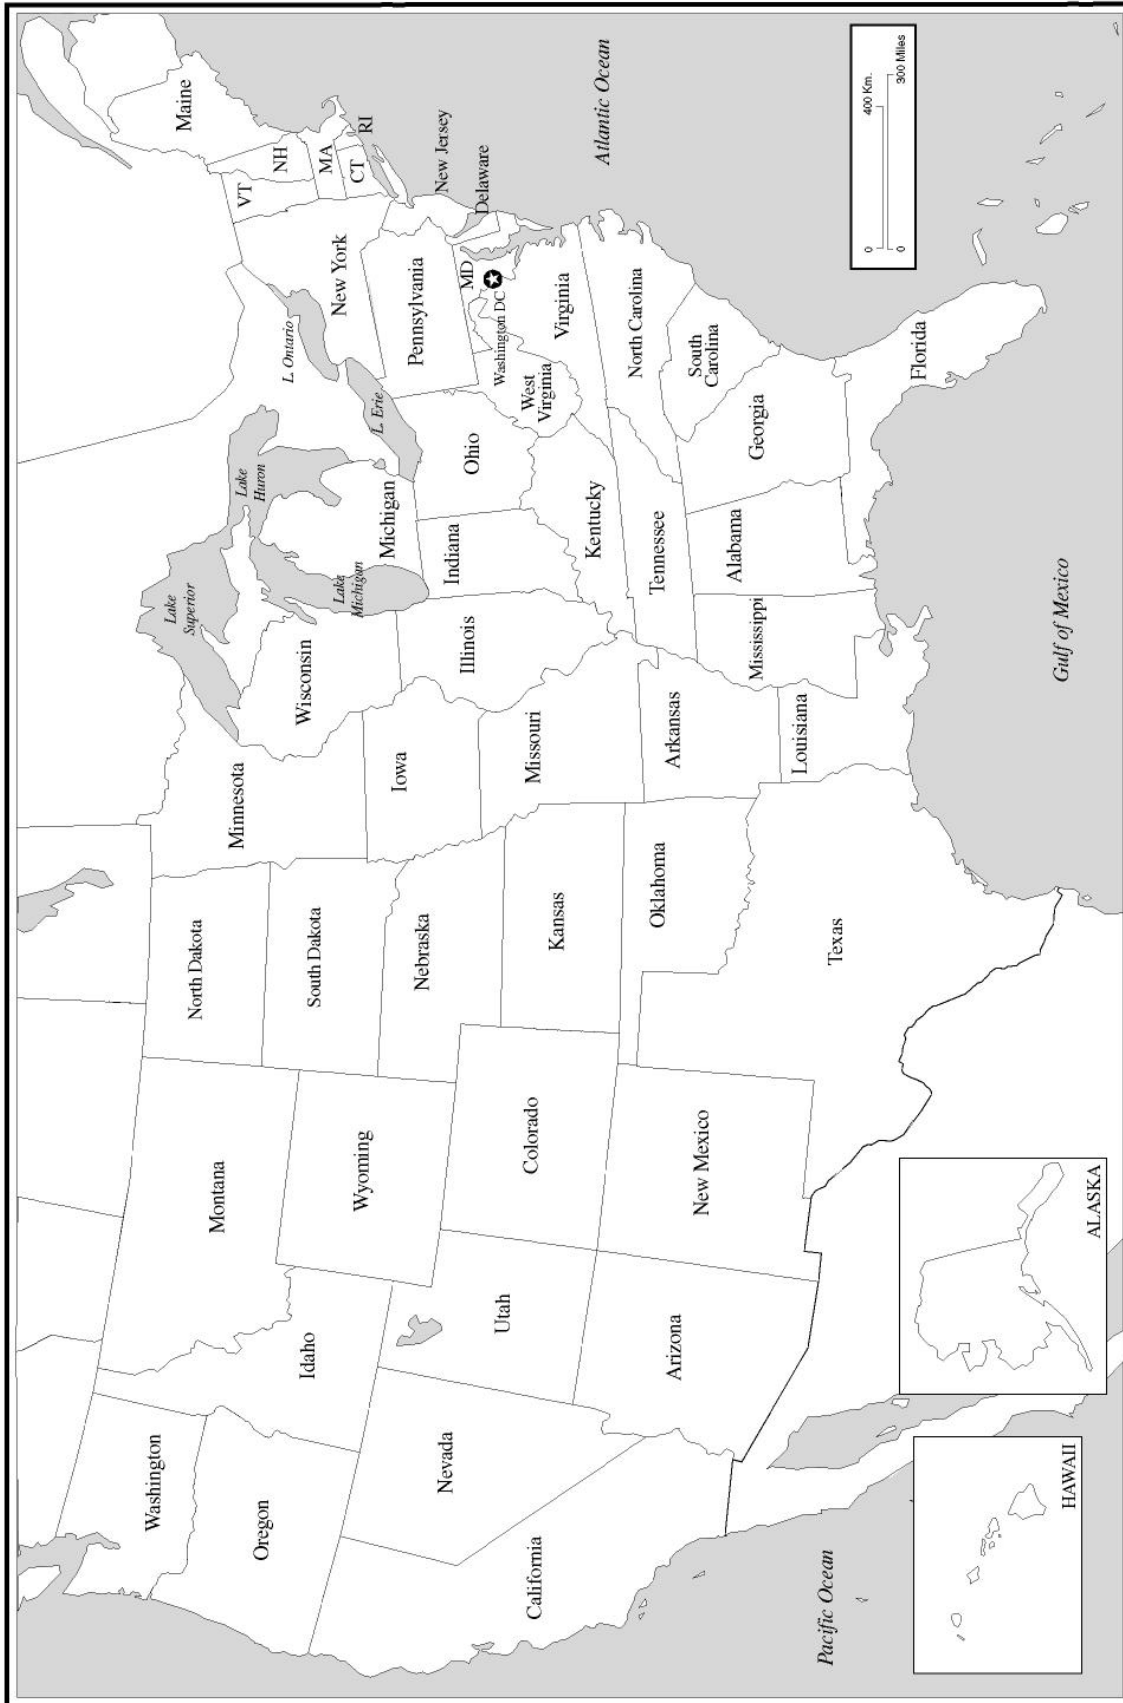 Washington
Oregon
California
Nevada
Idaho
Montana
Wyoming
Utah
Arizona
Colorado
New Mexico
North Dakota
South Dakota
Nebraska
Kansas
Oklahoma
Texas
Minnesota
Iowa
Missouri
Arkansas
Louisiana
Wisconsin
Illinois
Mississippi
Michigan
Indiana
Kentucky
Tennessee
Alabama
Ohio
West
Virginia
Georgia
Florida
South
Carolina
North Carolina
Virginia
Washington DC
MD
Delaware
Pennsylvania
New Jersey
New York
VT
NH
MA
CT
RI
Maine
Lake
Superior
Lake
Michigan
Lake
Huron
L. Erie
L. Ontario
Atlantic Ocean
Gulf of Mexico
Pacific Ocean
HAWAII
ALASKA
0
400 Km.
0
300 Miles